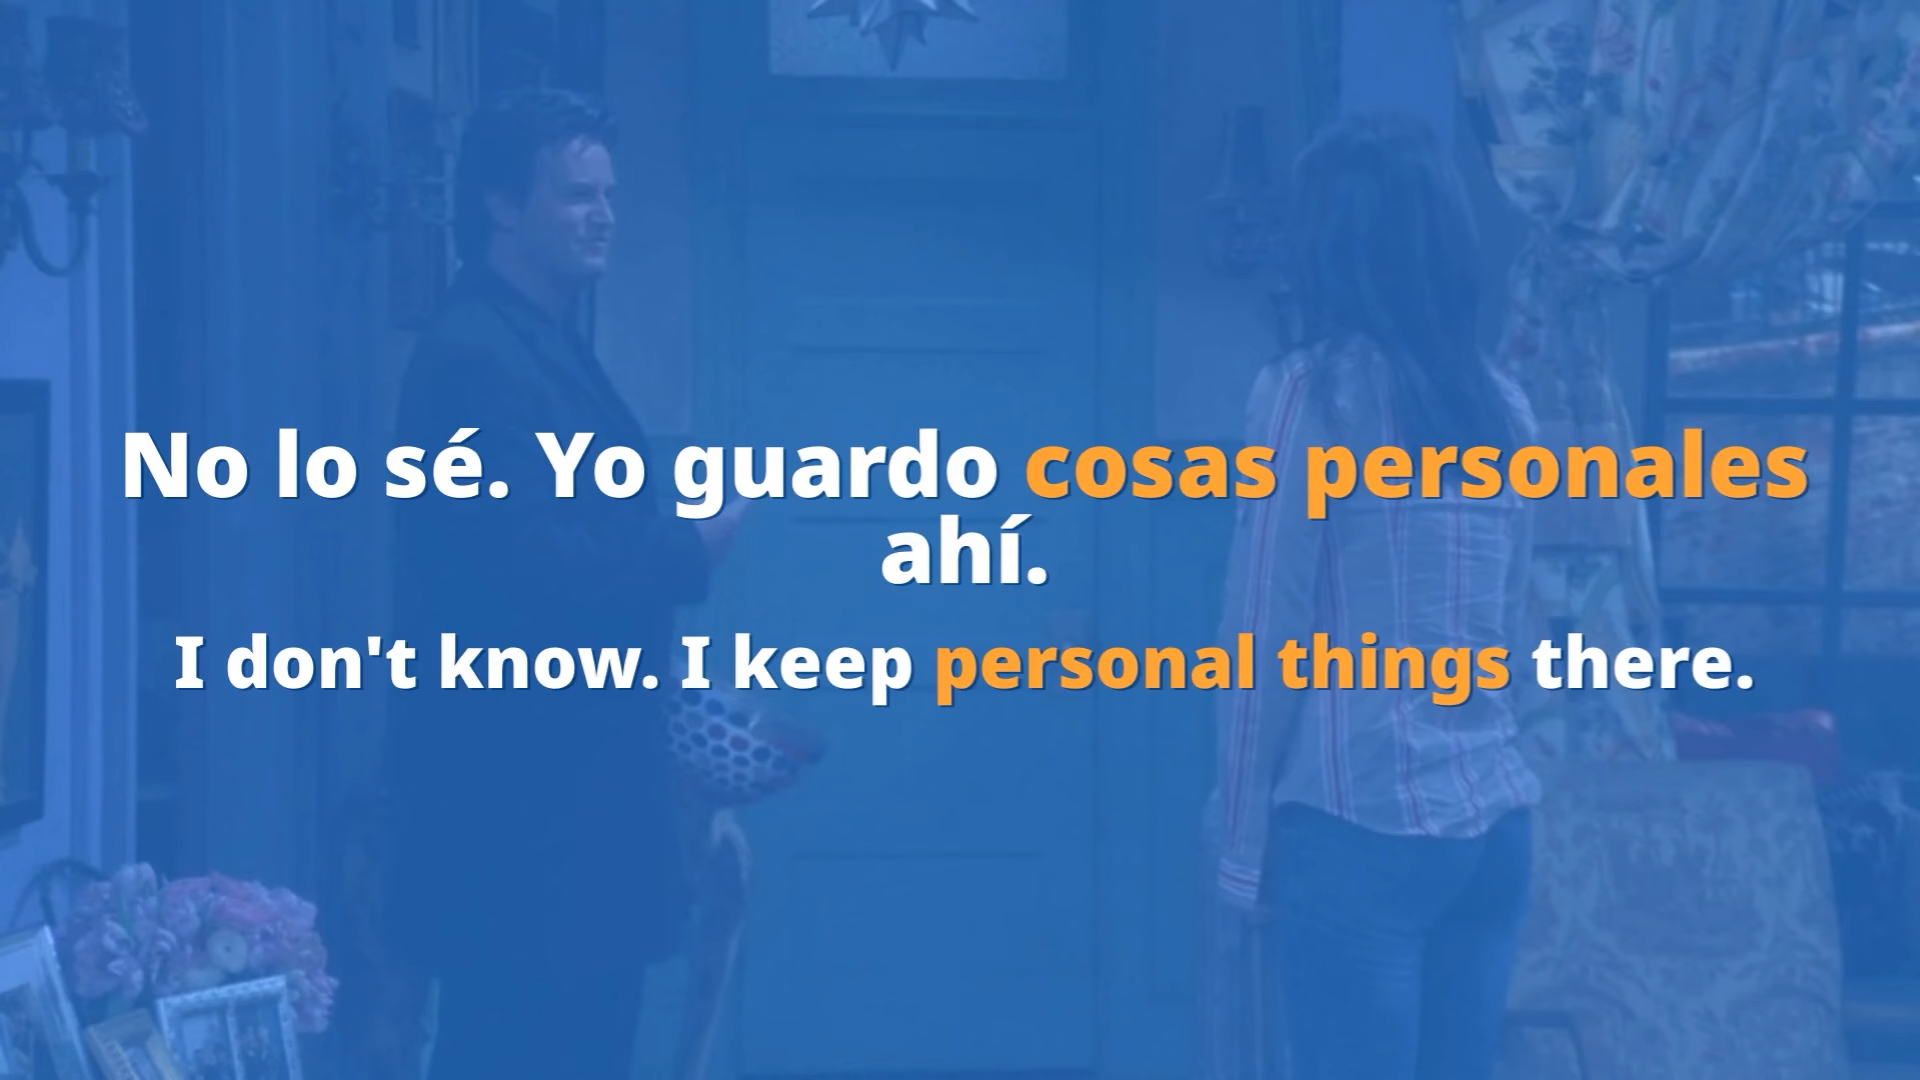 No lo sé. Yo guardo cosas personales
ahí.
I don't know. I keep personal things there.